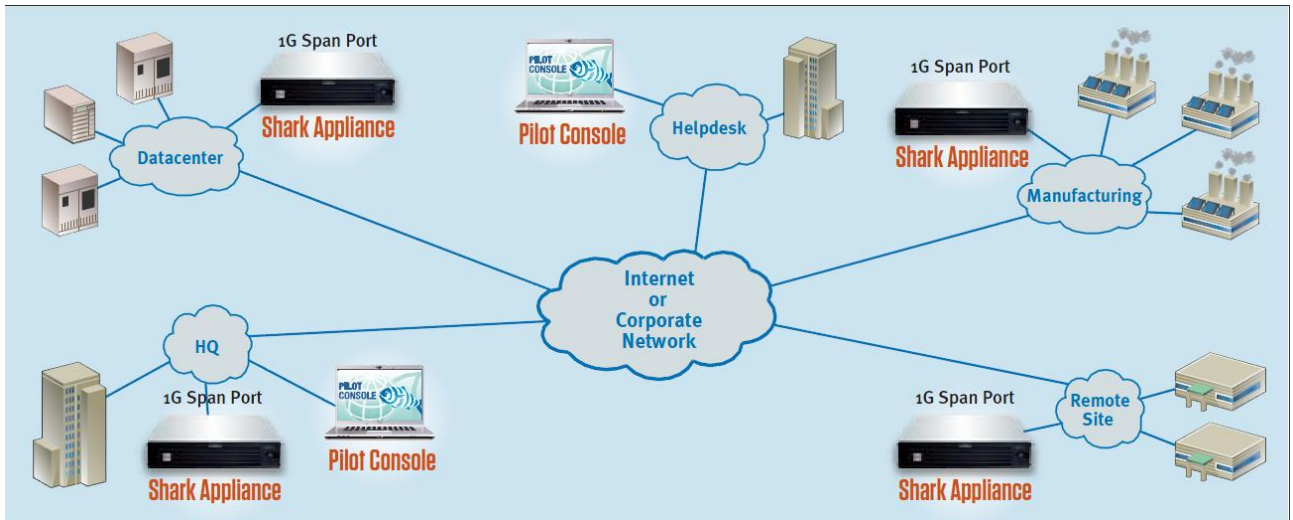 1G Span Port
Shark Appliance
Datacenter
PILOT
CONSOLE
Pilot Console
Helpdesk
1G Span Port
Shark Appliance
Manufacturing
Internet
or
Corporate
Network
HQ
1G Span Port
Shark Appliance
PILOT
CONSOLE
Pilot Console
1G Span Port
Shark Appliance
Remote
Site